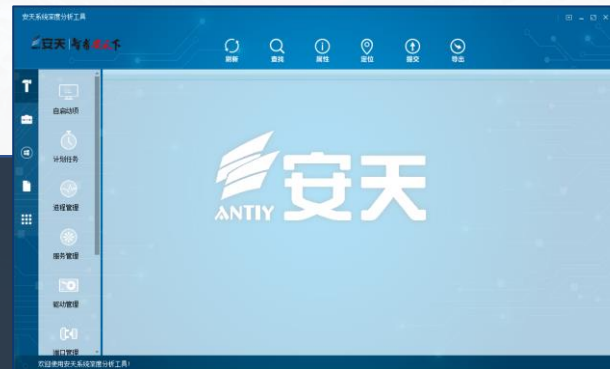 安天系统深度分析工具
安天 智者安天下
刷新 查找 属性 定位 提交 导出
自启动项
计划任务
进程管理
服务管理
驱动管理
端口管理
安天
ANTIY
欢迎使用安天系统深度分析工具!